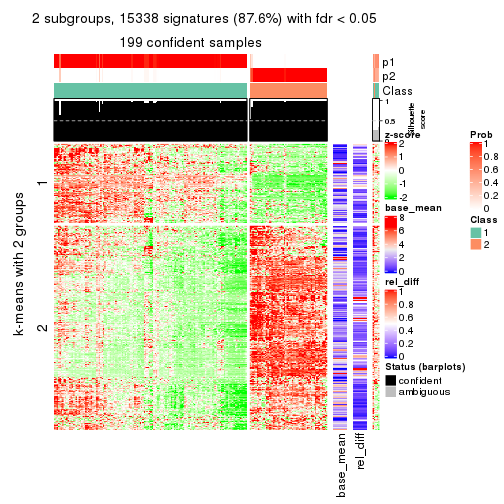 2 subgroups, 15338 signatures (87.6%) with fdr < 0.05
199 confident samples
p1
p2
Class
1
0.5
Silhouette
score
k-means with 2 groups
1
2
base_mean
rel_diff
z-score
2
1
0
-1
-2
base_mean
8
6
4
2
0
rel_diff
1
0.8
0.6
0.4
0.2
0
Status (barplots)
confident
ambiguous
Prob
1
0.8
0.6
0.4
0.2
0
Class
1
2